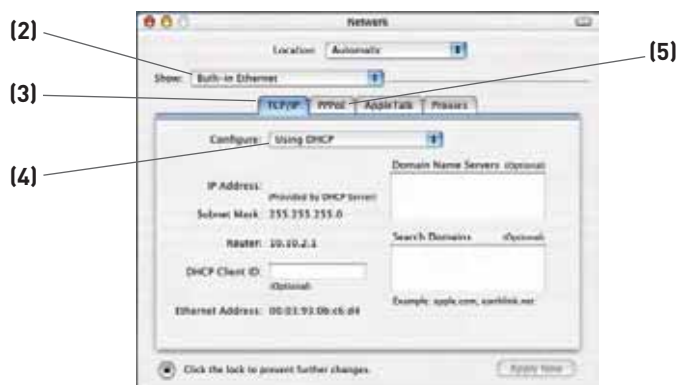 Network
(2)
Location: Automatic
(5)
Show: Built-in Ethernet
(3)
TCP/IP PPPoE AppleTalk Proxies
Configure: Using DHCP
(4)
Domain Name Servers (Optional)
IP Address:
(Provided by DHCP Server)
Subnet Mask: 255.255.255.0
Router: 10.10.2.1
Search Domains (Optional)
DHCP Client ID:
(Optional)
Example: apple.com, earthlink.net
Ethernet Address: 00:03:93:0b:c6:d4
Click the lock to prevent further changes.
Apply Now